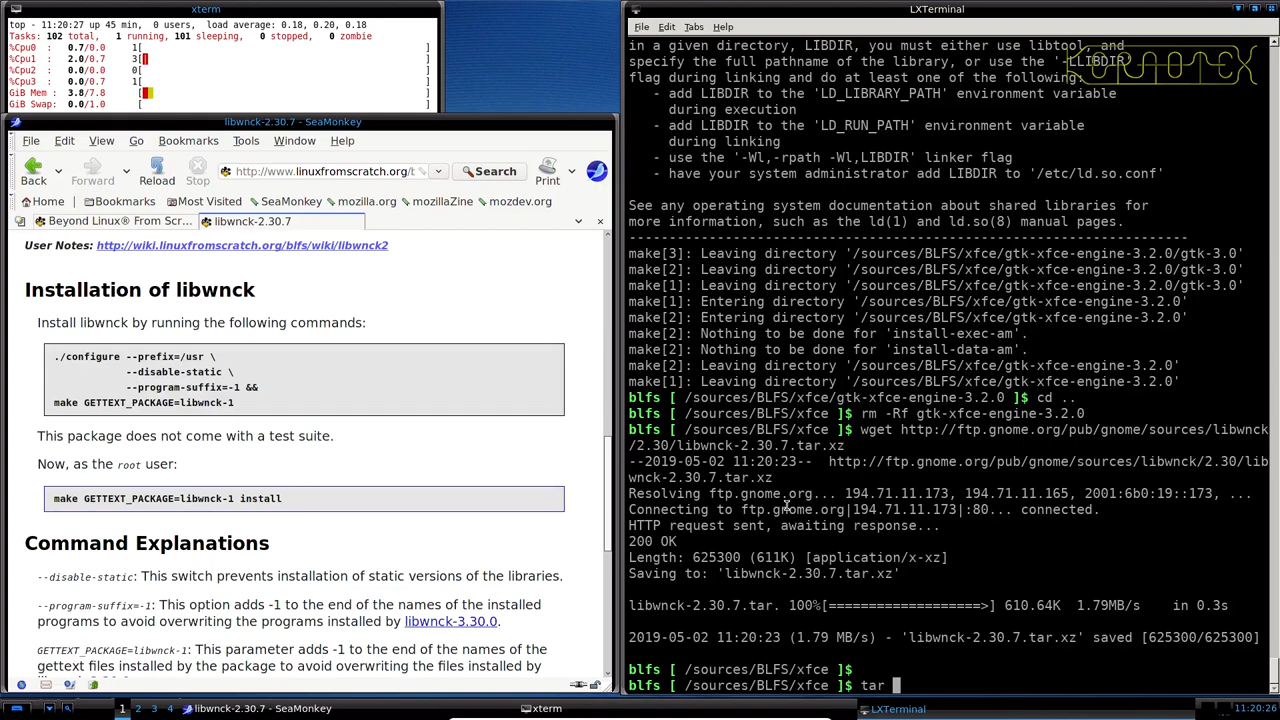 xterm
top - 11:20:27 up 45 min, 0 users, load average: 0.18, 0.20, 0.18
Tasks: 102 total, 1 running, 101 sleeping, 0 stopped, 0 zombie
%Cpu0 : 0.7/0.0 1[ ]
%Cpu1 : 2.0/0.7 3[ ]
%Cpu2 : 0.0/0.0 0[ ]
%Cpu3 : 0.0/0.7 1[ ]
GiB Mem : 3.8/7.8 [ ]
GiB Swap: 0.0/1.0 [ ]
libwnck-2.30.7 - SeaMonkey
File Edit View Go Bookmarks Tools Window Help
Back Forward Reload Stop http://www.linuxfromscratch.org/b Search Print
Home Bookmarks SeaMonkey mozilla.org mozillaZine mozdev.org
Beyond Linux® From Scr... libwnck-2.30.7
User Notes: http://wiki.linuxfromscratch.org/blfs/wiki/libwnck2
Installation of libwnck
Install libwnck by running the following commands:
./configure --prefix=/usr \
--disable-static \
--program-suffix=-1 &&
make GETTEXT_PACKAGE=libwnck-1
This package does not come with a test suite.
Now, as the root user:
make GETTEXT_PACKAGE=libwnck-1 install
Command Explanations
--disable-static: This switch prevents installation of static versions of the libraries.
--program-suffix=-1: This option adds -1 to the end of the names of the installed
programs to avoid overwriting the programs installed by libwnck-3.30.0.
GETTEXT_PACKAGE=libwnck-1: This parameter adds -1 to the end of the names of the
gettext files installed by the package to avoid overwriting the files installed by
LXTerminal
File Edit Tabs Help
in a given directory, LIBDIR, you must either use libtool, and
specify the full pathname of the library, or use the '-LLIBDIR'
flag during linking and do at least one of the following:
- add LIBDIR to the 'LD_LIBRARY_PATH' environment variable
during execution
- add LIBDIR to the 'LD_RUN_PATH' environment variable
during linking
- use the '-Wl,-rpath -Wl,LIBDIR' linker flag
- have your system administrator add LIBDIR to '/etc/ld.so.conf'
See any operating system documentation about shared libraries for
more information, such as the ld(1) and ld.so(8) manual pages.
----------------------------------------------------------------------
make[3]: Leaving directory '/sources/BLFS/xfce/gtk-xfce-engine-3.2.0/gtk-3.0'
make[2]: Leaving directory '/sources/BLFS/xfce/gtk-xfce-engine-3.2.0/gtk-3.0'
make[1]: Leaving directory '/sources/BLFS/xfce/gtk-xfce-engine-3.2.0/gtk-3.0'
make[1]: Entering directory '/sources/BLFS/xfce/gtk-xfce-engine-3.2.0'
make[2]: Entering directory '/sources/BLFS/xfce/gtk-xfce-engine-3.2.0'
make[2]: Nothing to be done for 'install-exec-am'.
make[2]: Nothing to be done for 'install-data-am'.
make[2]: Leaving directory '/sources/BLFS/xfce/gtk-xfce-engine-3.2.0'
make[1]: Leaving directory '/sources/BLFS/xfce/gtk-xfce-engine-3.2.0'
blfs [ /sources/BLFS/xfce/gtk-xfce-engine-3.2.0 ]$ cd ..
blfs [ /sources/BLFS/xfce ]$ rm -Rf gtk-xfce-engine-3.2.0
blfs [ /sources/BLFS/xfce ]$ wget http://ftp.gnome.org/pub/gnome/sources/libwnck
/2.30/libwnck-2.30.7.tar.xz
--2019-05-02 11:20:23-- http://ftp.gnome.org/pub/gnome/sources/libwnck/2.30/lib
wnck-2.30.7.tar.xz
Resolving ftp.gnome.org... 194.71.11.173, 194.71.11.165, 2001:6b0:19::173, ...
Connecting to ftp.gnome.org|194.71.11.173|:80... connected.
HTTP request sent, awaiting response...
200 OK
Length: 625300 (611K) [application/x-xz]
Saving to: 'libwnck-2.30.7.tar.xz'
libwnck-2.30.7.tar. 100%[===================>] 610.64K 1.79MB/s in 0.3s
2019-05-02 11:20:23 (1.79 MB/s) - 'libwnck-2.30.7.tar.xz' saved [625300/625300]
blfs [ /sources/BLFS/xfce ]$
blfs [ /sources/BLFS/xfce ]$ tar
1 2 3 4 libwnck-2.30.7 - SeaMonkey xterm LXTerminal 11:20:26